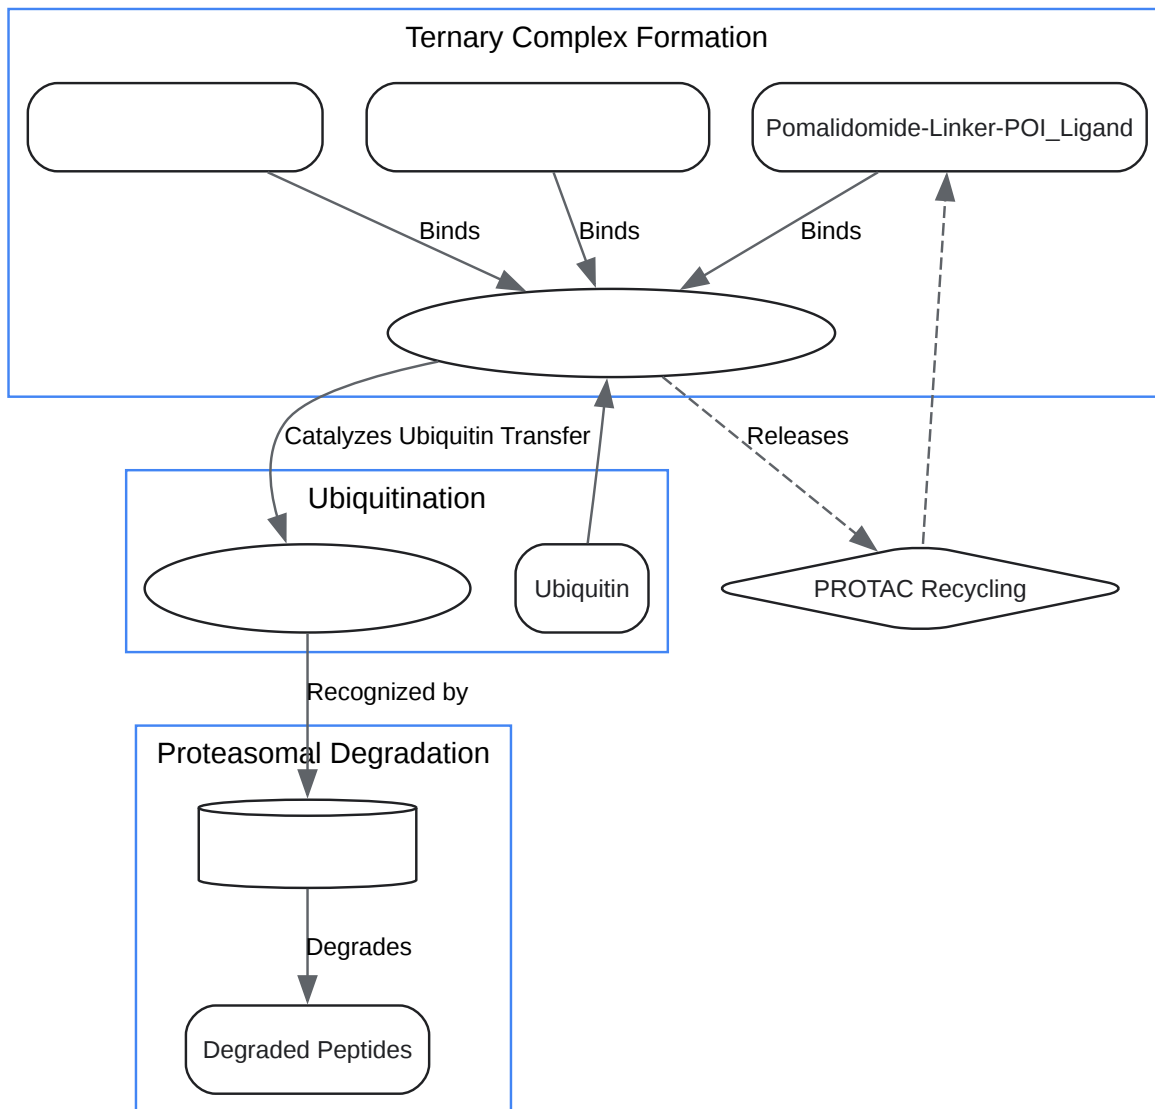 Ternary Complex Formation
Pomalidomide-Linker-POI_Ligand
Binds
Binds
Binds
Catalyzes Ubiquitin Transfer
Releases
Ubiquitination
Ubiquitin
PROTAC Recycling
Recognized by
Proteasomal Degradation
Degrades
Degraded Peptides